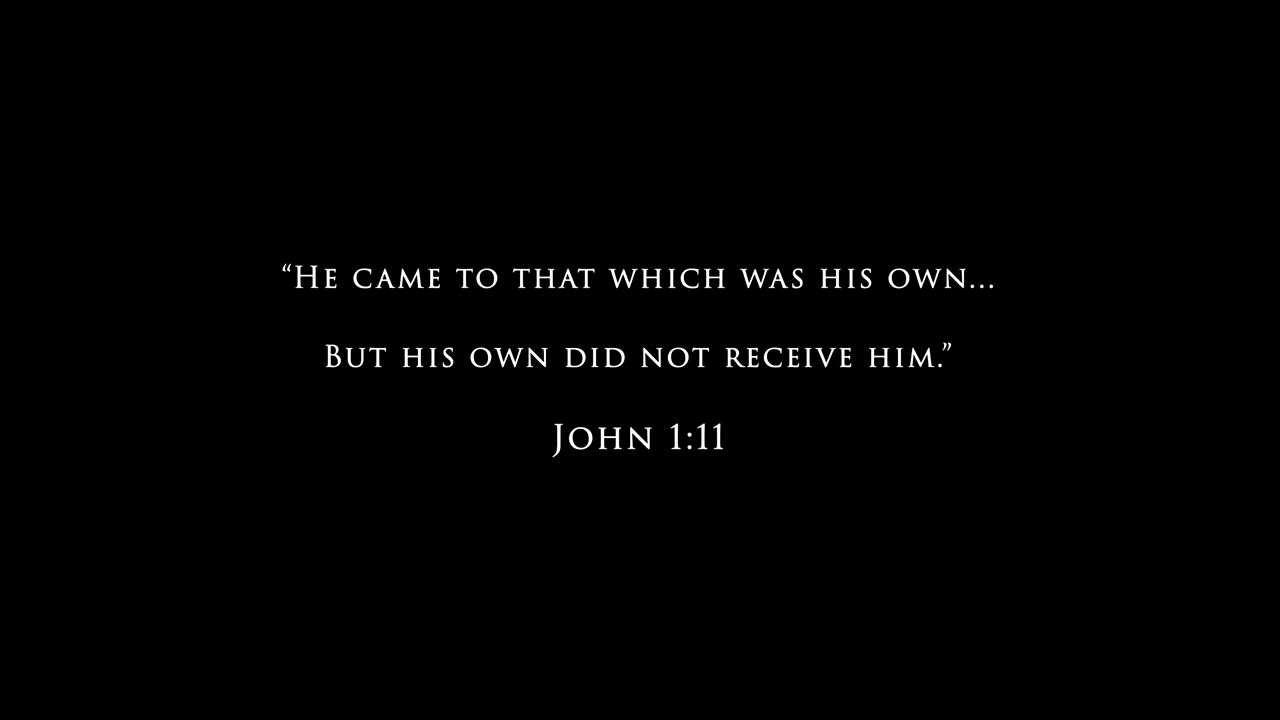 “He came to that which was his own...
But his own did not receive him.”
John 1:11